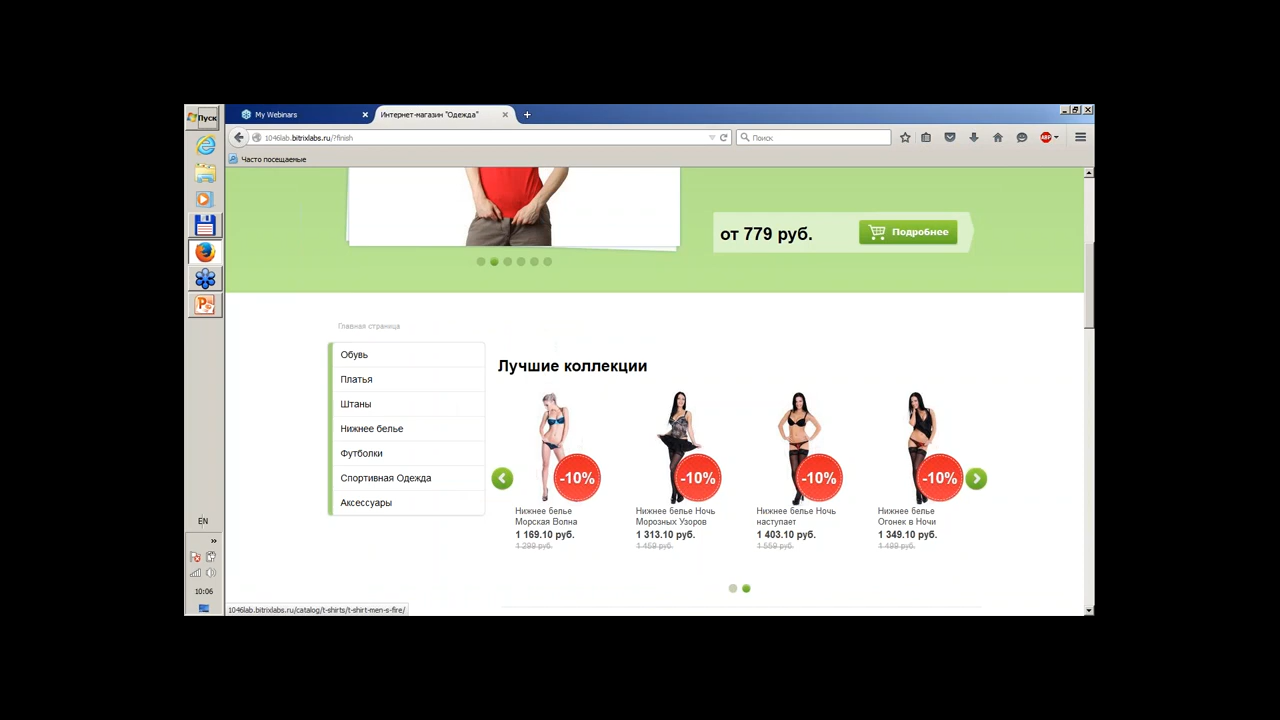 Пуск
My Webinars
Интернет-магазин "Одежда"
1046lab.bitrixlabs.ru/?finish
Поиск
ABP
Часто посещаемые
от 779 руб.
Подробнее
Главная страница
Обувь
Платья
Штаны
Нижнее белье
Футболки
Спортивная Одежда
Аксессуары
Лучшие коллекции
-10%
-10%
-10%
-10%
Нижнее белье
Морская Волна
1 169.10 руб.
1 299 руб.
Нижнее белье Ночь
Морозных Узоров
1 313.10 руб.
1 459 руб.
Нижнее белье Ночь
наступает
1 403.10 руб.
1 559 руб.
Нижнее белье
Огонек в Ночи
1 349.10 руб.
1 499 руб.
EN
10:06
1046lab.bitrixlabs.ru/catalog/t-shirts/t-shirt-men-s-fire/